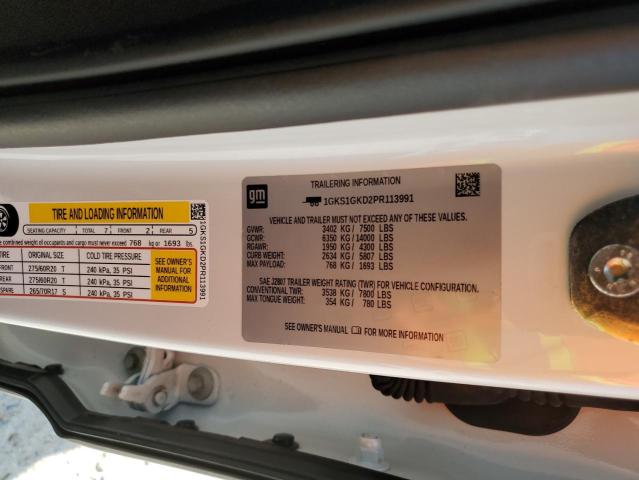 TIRE AND LOADING INFORMATION
SEATING CAPACITY TOTAL 7 FRONT 2 REAR 5
combined weight of occupants and cargo must never exceed 768 kg or 1693 lbs.
TIRE ORIGINAL SIZE COLD TIRE PRESSURE
FRONT 275/60R20 T 240 kPa, 35 PSI
REAR 275/60R20 T 240 kPa, 35 PSI
SPARE 265/70R17 S 240 kPa, 35 PSI
SEE OWNER'S
MANUAL FOR
ADDITIONAL
INFORMATION
1GKS1GKD2PR113991
gm
TRAILERING INFORMATION
1GKS1GKD2PR113991
VEHICLE AND TRAILER MUST NOT EXCEED ANY OF THESE VALUES.
GVWR: 3402 KG/ 7500 LBS
GCWR: 6350 KG/ 14000 LBS
RGAWR: 1950 KG/ 4300 LBS
CURB WEIGHT: 2634 KG/ 5807 LBS
MAX PAYLOAD: 768 KG/ 1693 LBS
SAE J2807 TRAILER WEIGHT RATING (TWR) FOR VEHICLE CONFIGURATION.
CONVENTIONAL TWR: 3538 KG/ 7800 LBS
MAX TONGUE WEIGHT: 354 KG/ 780 LBS
SEE OWNER'S MANUAL FOR MORE INFORMATION